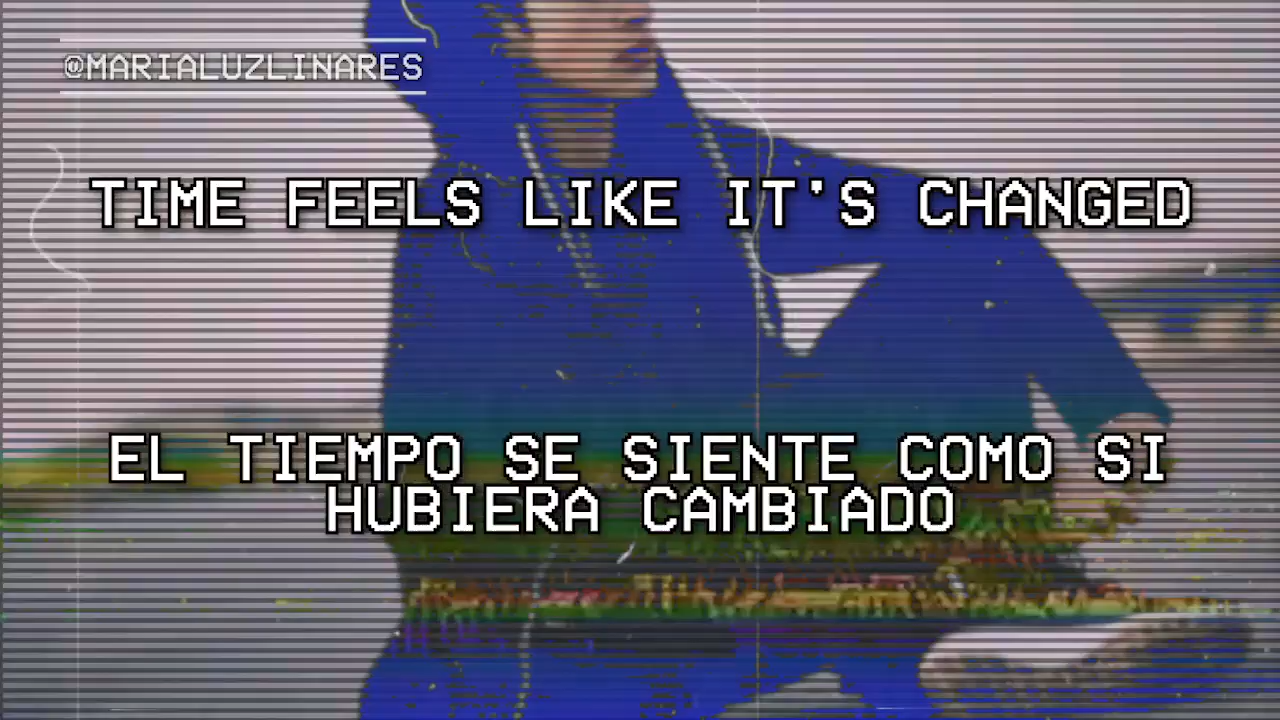 @MARIALUZLINARES
TIME FEELS LIKE IT'S CHANGED
EL TIEMPO SE SIENTE COMO SI
HUBIERA CAMBIADO